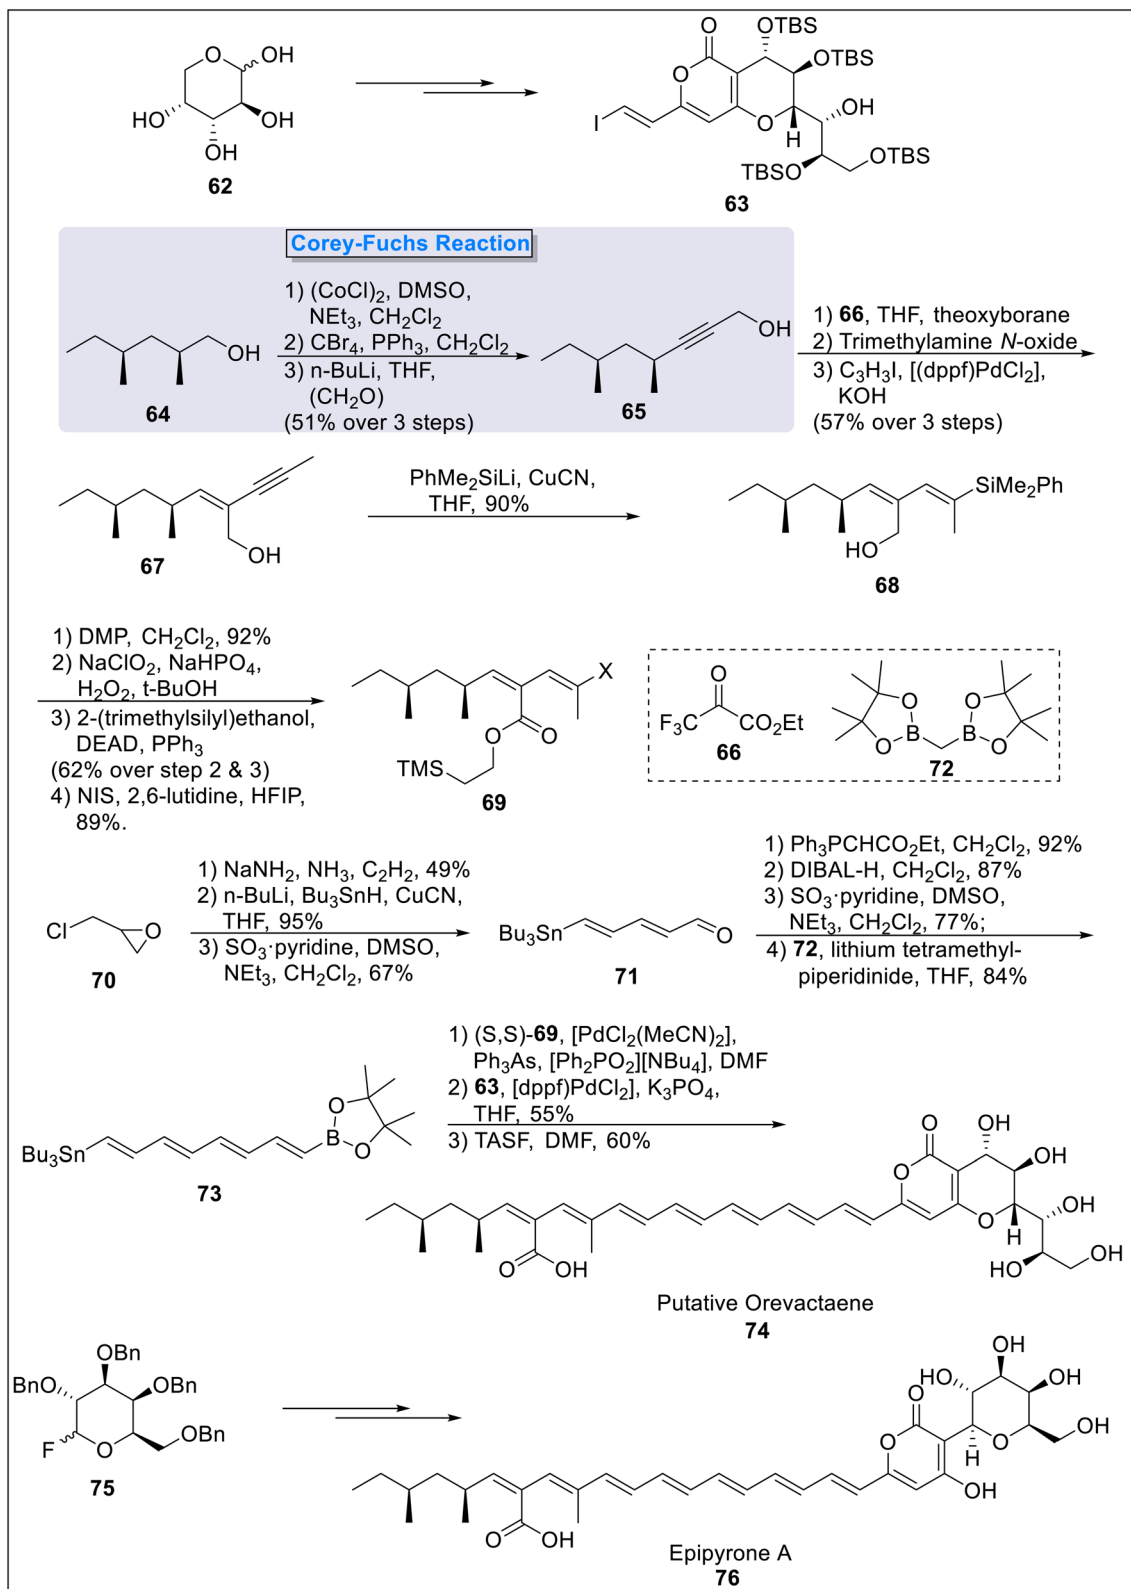 O
OH
HO
OH
OH
62
O
OTBS
O
OTBS
OH
I
O
H
OTBS
TBSO
63
Corey-Fuchs Reaction
OH
64
1) (CoCl)2, DMSO,
NEt3, CH2Cl2
2) CBr4, PPh3, CH2Cl2
3) n-BuLi, THF,
(CH2O)
(51% over 3 steps)
OH
65
1) 66, THF, theoxyborane
2) Trimethylamine N-oxide
3) C3H3I, [(dppf)PdCl2],
KOH
(57% over 3 steps)
OH
67
PhMe2SiLi, CuCN,
THF, 90%
SiMe2Ph
HO
68
1) DMP, CH2Cl2, 92%
2) NaClO2, NaHPO4,
H2O2, t-BuOH
3) 2-(trimethylsilyl)ethanol,
DEAD, PPh3
(62% over step 2 & 3)
4) NIS, 2,6-lutidine, HFIP,
89%.
X
O
O
TMS
69
O
F3C
CO2Et
66
O
O
B
B
O
O
72
Cl
O
70
1) NaNH2, NH3, C2H2, 49%
2) n-BuLi, Bu3SnH, CuCN,
THF, 95%
3) SO3·pyridine, DMSO,
NEt3, CH2Cl2, 67%
Bu3Sn
O
71
1) Ph3PCHCO2Et, CH2Cl2, 92%
2) DIBAL-H, CH2Cl2, 87%
3) SO3·pyridine, DMSO,
NEt3, CH2Cl2, 77%;
4) 72, lithium tetramethyl-
piperidinide, THF, 84%
Bu3Sn
O
B
O
73
1) (S,S)-69, [PdCl2(MeCN)2],
Ph3As, [Ph2PO2][NBu4], DMF
2) 63, [dppf)PdCl2], K3PO4,
THF, 55%
3) TASF, DMF, 60%
O
OH
O
OH
O
H
OH
HO
OH
O
OH
Putative Orevactaene
74
OBn
BnO
OBn
F
O
OBn
75
OH
OH
OH
O
O
H
O
OH
OH
O
OH
Epipyrone A
76